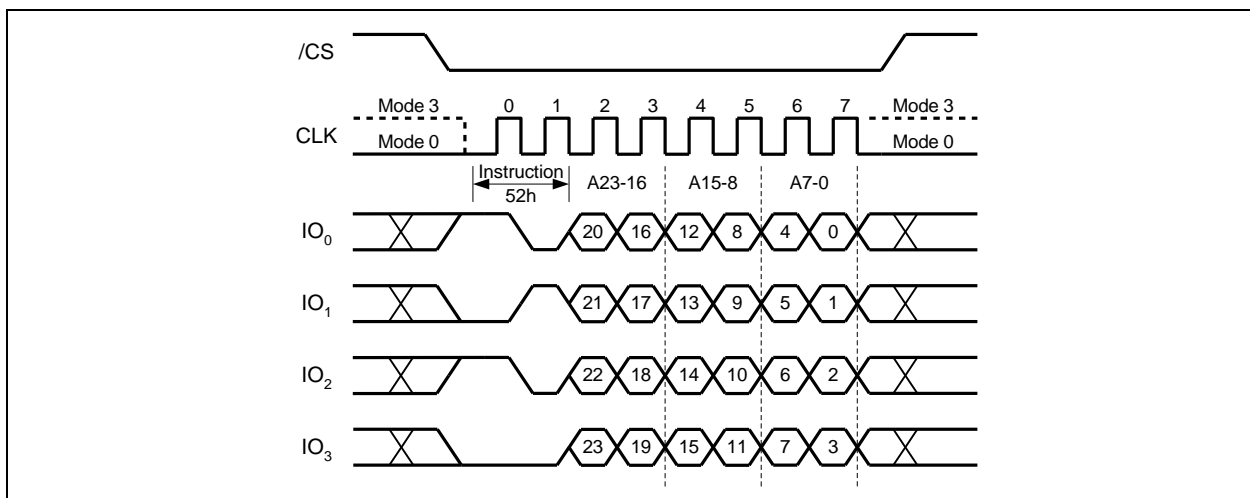 /CS
Mode 3 0 1 2 3 4 5 6 7 Mode 3
CLK
Mode 0 Mode 0
Instruction A23-16 A15-8 A7-0
52h
IO0 20 16 12 8 4 0
IO1 21 17 13 9 5 1
IO2 22 18 14 10 6 2
IO3 23 19 15 11 7 3